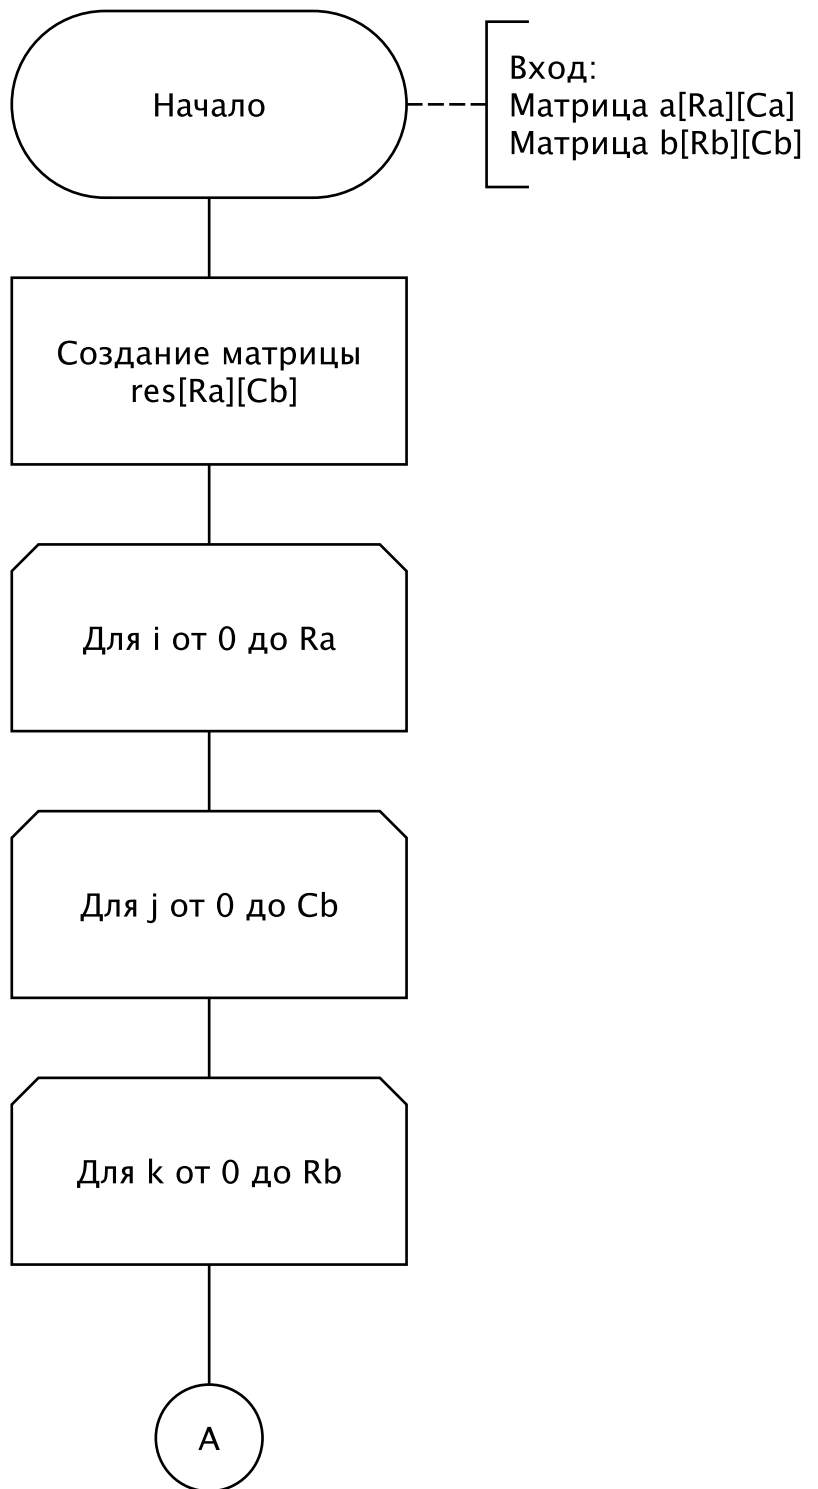 Начало
Вход:
Матрица a[Ra][Ca]
Матрица b[Rb][Cb]
Создание матрицы
res[Ra][Cb]
Для i от 0 до Ra
Для j от 0 до Cb
Для k от 0 до Rb
A